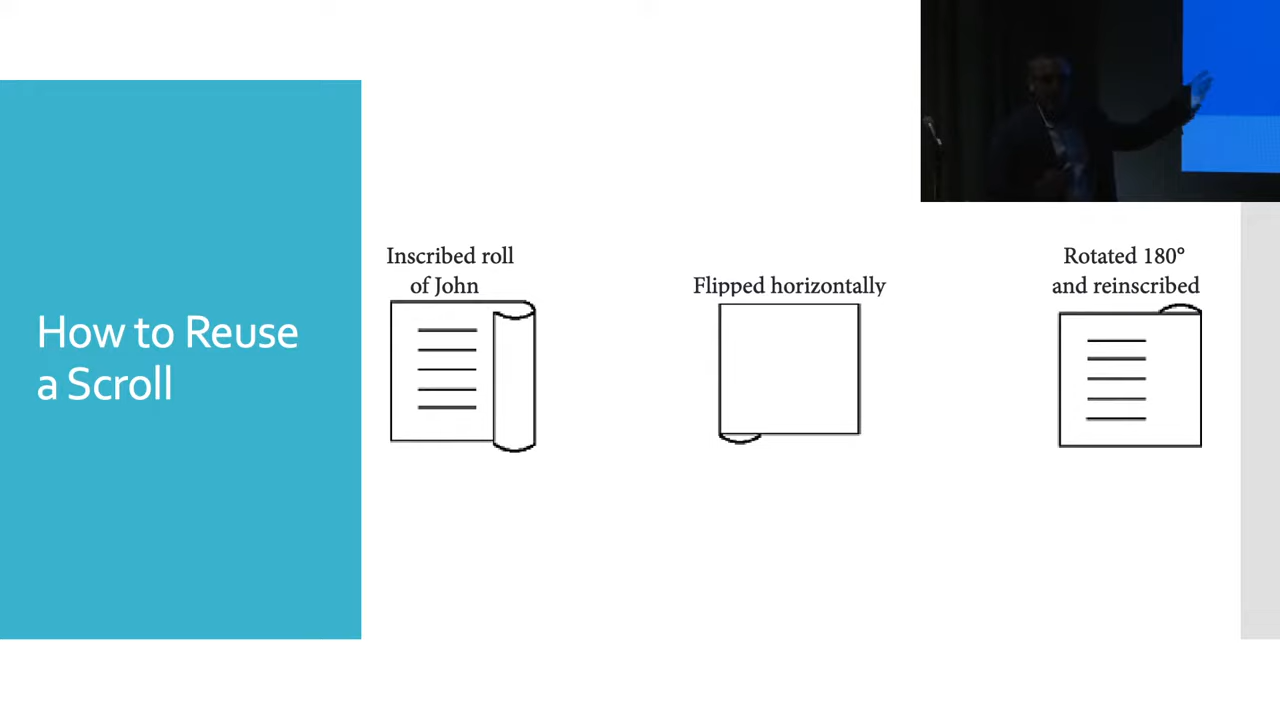 How to Reuse
a Scroll
Inscribed roll
of John
Flipped horizontally
Rotated 180°
and reinscribed